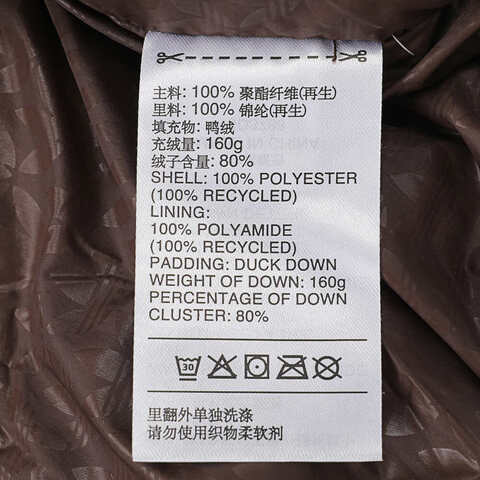 主料: 100% 聚酯纤维(再生)
里料: 100% 锦纶(再生)
填充物: 鸭绒
充绒量: 160g
绒子含量: 80%
SHELL: 100% POLYESTER
(100% RECYCLED)
LINING:
100% POLYAMIDE
(100% RECYCLED)
PADDING: DUCK DOWN
WEIGHT OF DOWN: 160g
PERCENTAGE OF DOWN
CLUSTER: 80%
30
里翻外单独洗涤
请勿使用织物柔软剂